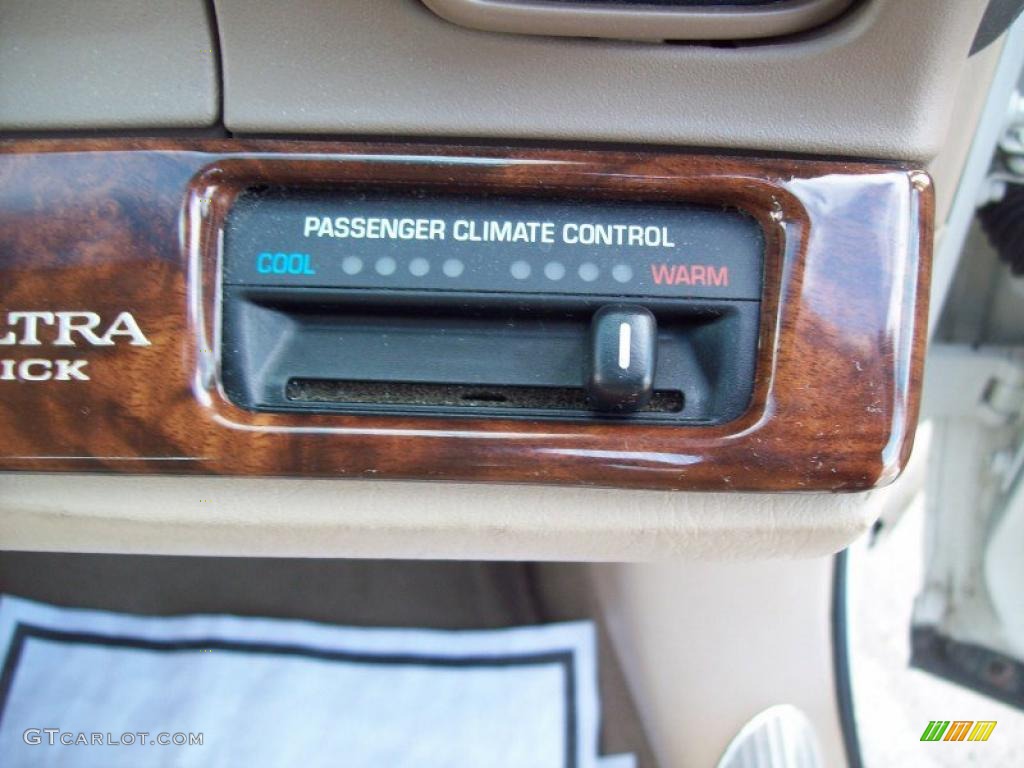 PASSENGER CLIMATE CONTROL
COOL WARM
LTRA
ICK
GTCARLOT.COM